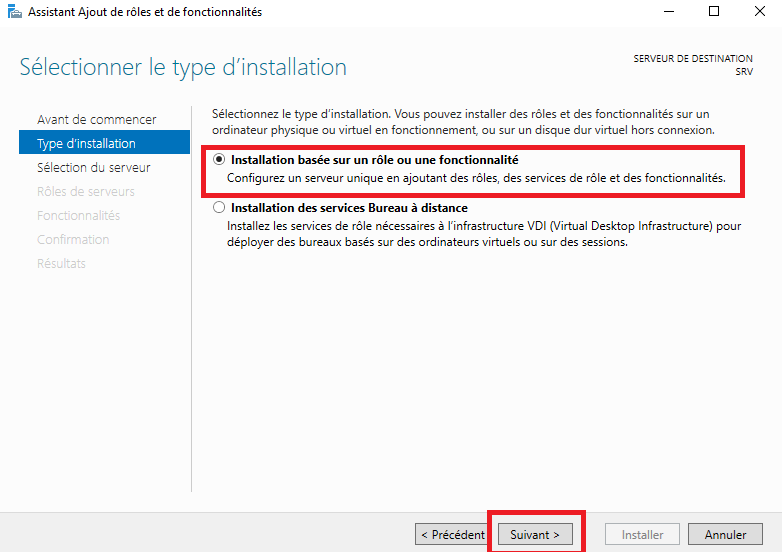 Assistant Ajout de rôles et de fonctionnalités
Sélectionner le type d’installation
SERVEUR DE DESTINATION
SRV
Avant de commencer
Type d'installation
Sélection du serveur
Rôles de serveurs
Fonctionnalités
Confirmation
Résultats
Sélectionnez le type d’installation. Vous pouvez installer des rôles et des fonctionnalités sur un
ordinateur physique ou virtuel en fonctionnement, ou sur un disque dur virtuel hors connexion.
Installation basée sur un rôle ou une fonctionnalité
Configurez un serveur unique en ajoutant des rôles, des services de rôle et des fonctionnalités.
Installation des services Bureau à distance
Installez les services de rôle nécessaires à l’infrastructure VDI (Virtual Desktop Infrastructure) pour
déployer des bureaux basés sur des ordinateurs virtuels ou sur des sessions.
< Précédent
Suivant >
Installer
Annuler